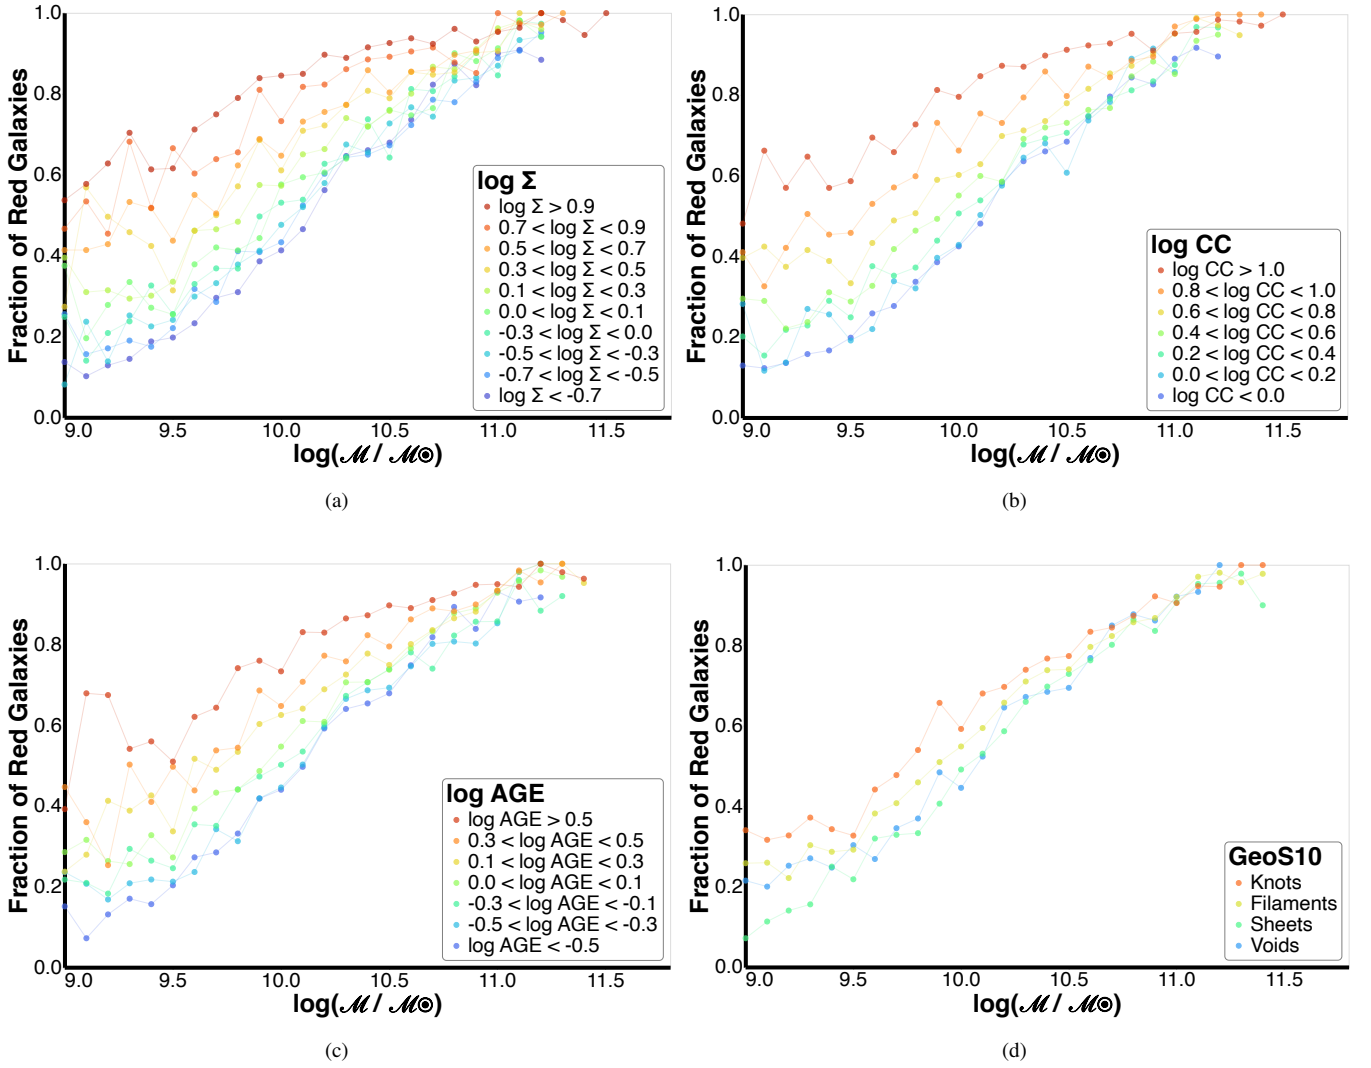 1.0
0.8
0.6
0.4
0.2
0.0
Fraction of Red Galaxies
log Σ
log Σ > 0.9
0.7 < log Σ < 0.9
0.5 < log Σ < 0.7
0.3 < log Σ < 0.5
0.1 < log Σ < 0.3
0.0 < log Σ < 0.1
-0.3 < log Σ < 0.0
-0.5 < log Σ < -0.3
-0.7 < log Σ < -0.5
log Σ < -0.7
9.0 9.5 10.0 10.5 11.0 11.5
log(ℳ / ℳ⊙)
(a)
1.0
0.8
0.6
0.4
0.2
0.0
Fraction of Red Galaxies
log CC
log CC > 1.0
0.8 < log CC < 1.0
0.6 < log CC < 0.8
0.4 < log CC < 0.6
0.2 < log CC < 0.4
0.0 < log CC < 0.2
log CC < 0.0
9.0 9.5 10.0 10.5 11.0 11.5
log(ℳ / ℳ⊙)
(b)
1.0
0.8
0.6
0.4
0.2
0.0
Fraction of Red Galaxies
log AGE
log AGE > 0.5
0.3 < log AGE < 0.5
0.1 < log AGE < 0.3
0.0 < log AGE < 0.1
-0.3 < log AGE < -0.1
-0.5 < log AGE < -0.3
log AGE < -0.5
9.0 9.5 10.0 10.5 11.0 11.5
log(ℳ / ℳ⊙)
(c)
1.0
0.8
0.6
0.4
0.2
0.0
Fraction of Red Galaxies
GeoS10
Knots
Filaments
Sheets
Voids
9.0 9.5 10.0 10.5 11.0 11.5
log(ℳ / ℳ⊙)
(d)